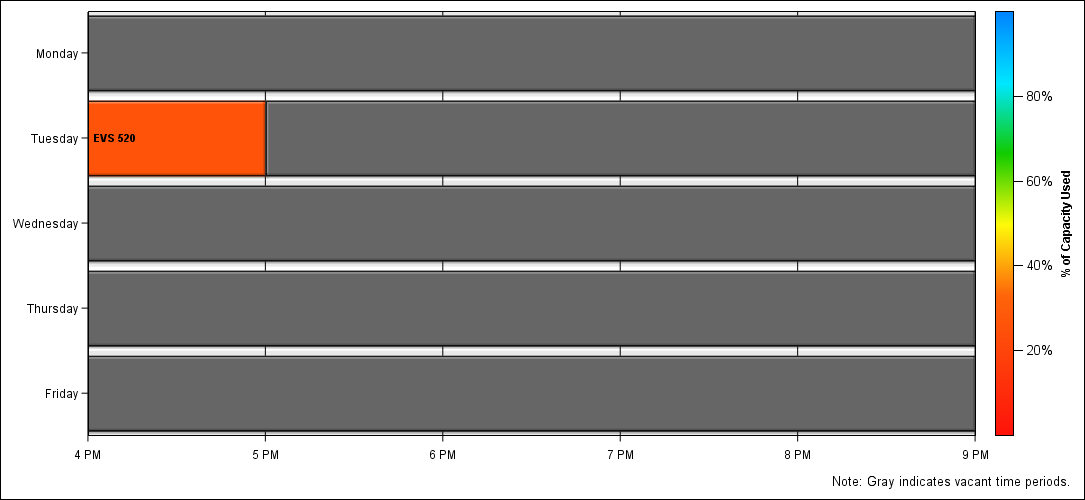 Monday
Tuesday
EVS 520
Wednesday
Thursday
Friday
4 PM
5 PM
6 PM
7 PM
8 PM
9 PM
80%
60%
40%
20%
% of Capacity Used
Note: Gray indicates vacant time periods.